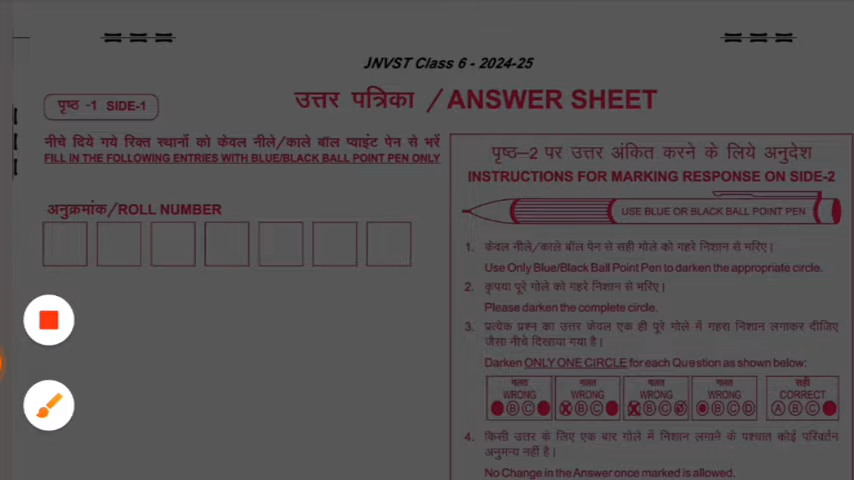 JNVST Class 6 - 2024-25
उत्तर पत्रिका / ANSWER SHEET
पृष्ठ -1 SIDE-1
नीचे दिये गये रिक्त स्थानों को केवल नीले/काले बॉल प्वाइंट पेन से भरें
FILL IN THE FOLLOWING ENTRIES WITH BLUE/BLACK BALL POINT PEN ONLY
अनुक्रमांक/ROLL NUMBER
पृष्ठ–2 पर उत्तर अंकित करने के लिये अनुदेश
INSTRUCTIONS FOR MARKING RESPONSE ON SIDE-2
USE BLUE OR BLACK BALL POINT PEN
1. केवल नीले/काले बॉल पेन से सही गोले को गहरे निशान से भरिए।
Use Only Blue/Black Ball Point Pen to darken the appropriate circle.
2. कृपया पूरे गोले को गहरे निशान से भरिए।
Please darken the complete circle.
3. प्रत्येक प्रश्न का उत्तर केवल एक ही पूरे गोले में गहरा निशान लगाकर दीजिए
जैसा नीचे दिखाया गया है।
Darken ONLY ONE CIRCLE for each Question as shown below:
गलत गलत गलत गलत सही
WRONG WRONG WRONG WRONG CORRECT
B C B C B C B C D A B C
4. किसी उत्तर के लिए एक बार गोले में निशान लगाने के पश्चात कोई परिवर्तन
अनुमन्य नहीं है।
No Change in the Answer once marked is allowed.